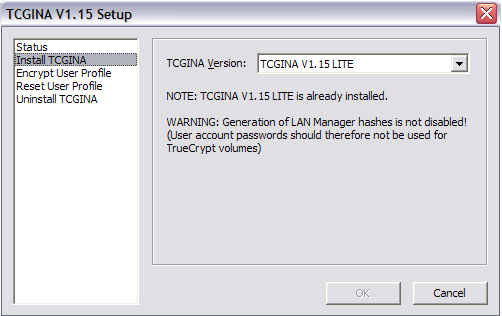 TCGINA V1.15 Setup
Status
Install TCGINA
Encrypt User Profile
Reset User Profile
Uninstall TCGINA
TCGINA Version: TCGINA V1.15 LITE
NOTE: TCGINA V1.15 LITE is already installed.
WARNING: Generation of LAN Manager hashes is not disabled!
(User account passwords should therefore not be used for
TrueCrypt volumes)
OK Cancel